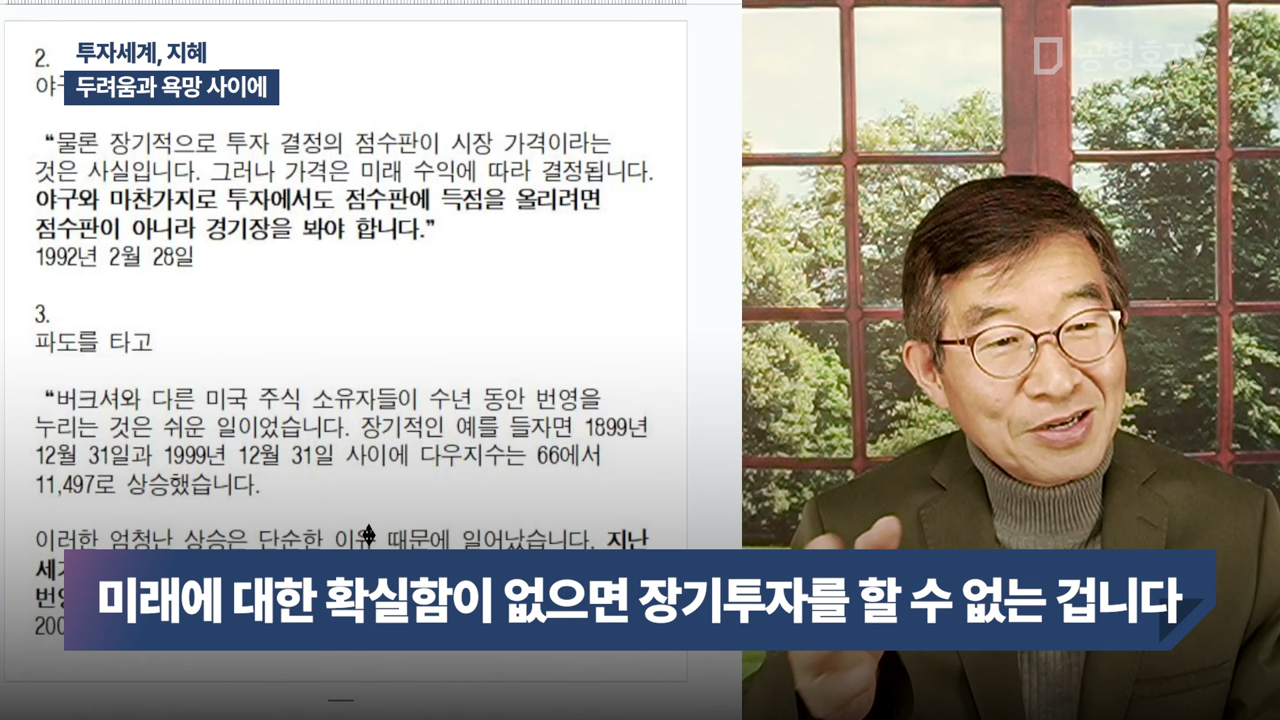 투자세계, 지혜
두려움과 욕망 사이에
공병호TV
2.
“물론 장기적으로 투자 결정의 점수판이 시장 가격이라는
것은 사실입니다. 그러나 가격은 미래 수익에 따라 결정됩니다.
야구와 마찬가지로 투자에서도 점수판에 득점을 올리려면
점수판이 아니라 경기장을 봐야 합니다.”
1992년 2월 28일
3.
파도를 타고
“버크셔와 다른 미국 주식 소유자들이 수년 동안 번영을
누리는 것은 쉬운 일이었습니다. 장기적인 예를 들자면 1899년
12월 31일과 1999년 12월 31일 사이에 다우지수는 66에서
11,497로 상승했습니다.
이러한 엄청난 상승은 단순한 이유 때문에 일어났습니다. 지난
미래에 대한 확실함이 없으면 장기투자를 할 수 없는 겁니다